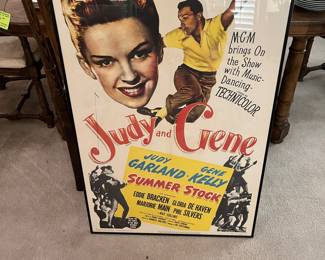 M-G-M
brings On
the Show
with Music-
Dancing-
TECHNICOLOR
Judy and Gene
JUDY GENE
GARLAND · KELLY
SUMMER STOCK
EDDIE BRACKEN · GLORIA DE HAVEN
MARJORIE MAIN · PHIL SILVERS